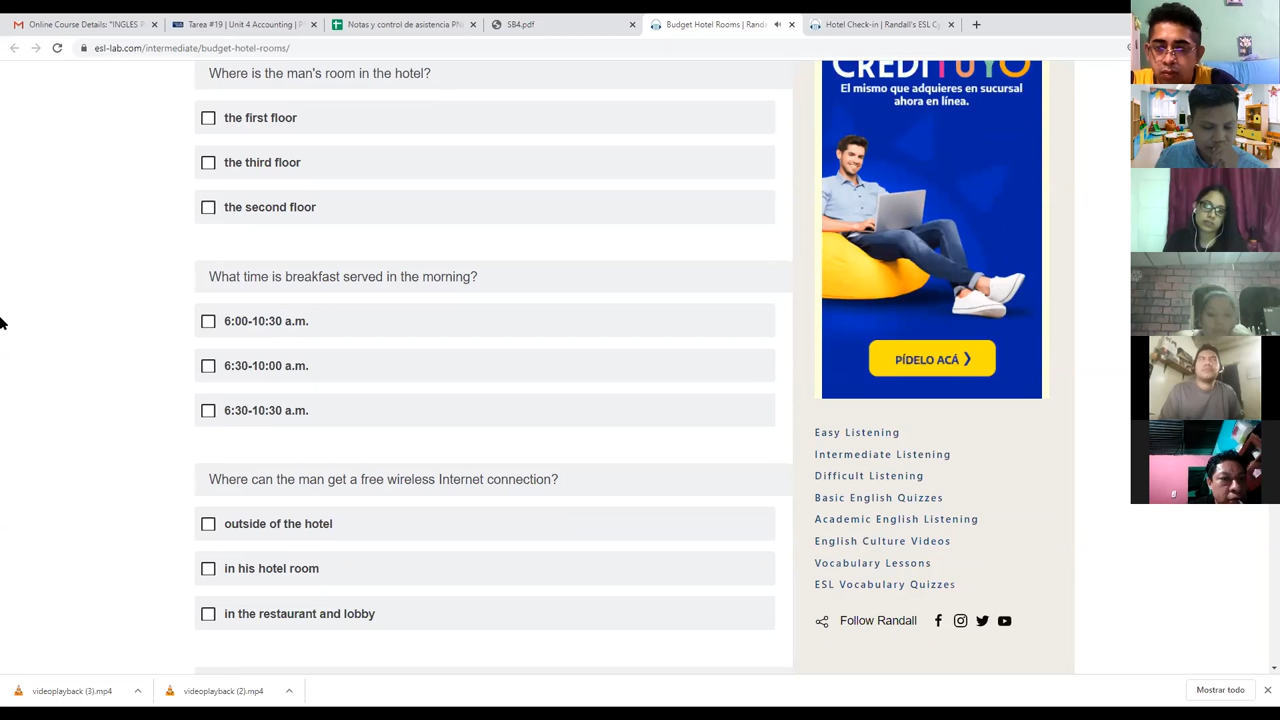 Online Course Details: "INGLES P
Tarea #19 | Unit 4 Accounting | P
Notas y control de asistencia PN
SB4.pdf
Budget Hotel Rooms | Randa
Hotel Check-in | Randall's ESL Cy
esl-lab.com/intermediate/budget-hotel-rooms/
Where is the man's room in the hotel?
the first floor
the third floor
the second floor
What time is breakfast served in the morning?
6:00-10:30 a.m.
6:30-10:00 a.m.
6:30-10:30 a.m.
Where can the man get a free wireless Internet connection?
outside of the hotel
in his hotel room
in the restaurant and lobby
CREDITUYO
El mismo que adquieres en sucursal
ahora en línea.
PÍDELO ACÁ
Easy Listening
Intermediate Listening
Difficult Listening
Basic English Quizzes
Academic English Listening
English Culture Videos
Vocabulary Lessons
ESL Vocabulary Quizzes
Follow Randall
videoplayback (3).mp4
videoplayback (2).mp4
Mostrar todo